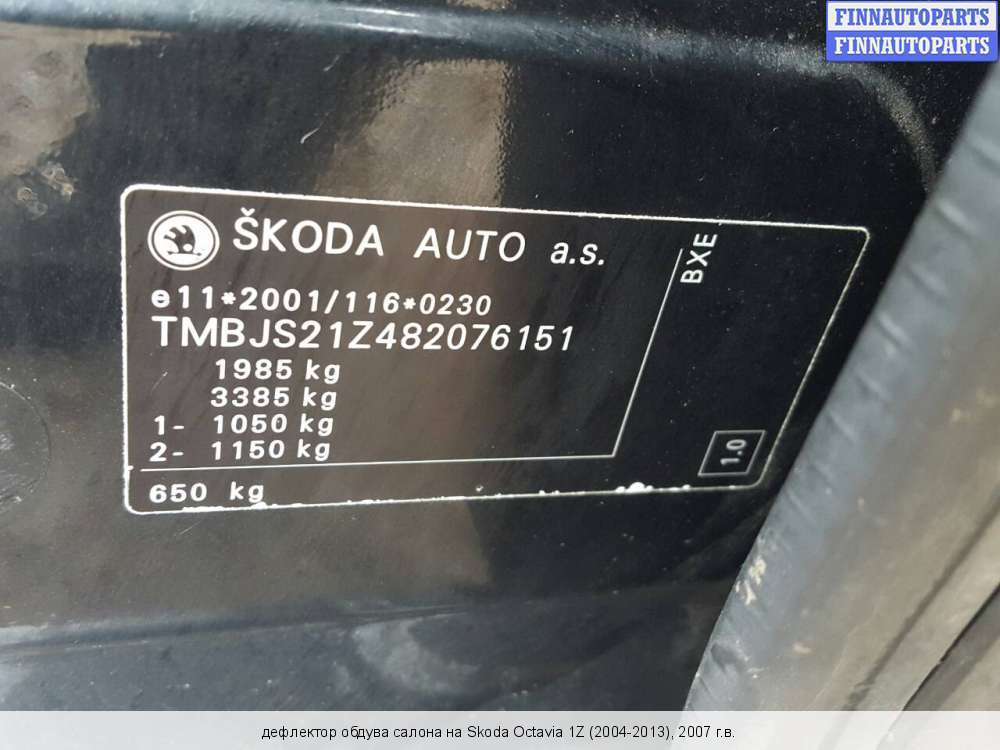 FINNAUTOPARTS
FINNAUTOPARTS
ŠKODA AUTO a.s.
BXE
e11*2001/116*0230
TMBJS21Z482076151
1985 kg
3385 kg
1- 1050 kg
2- 1150 kg
1.0
650 kg
дефлектор обдува салона на Skoda Octavia 1Z (2004-2013), 2007 г.в.